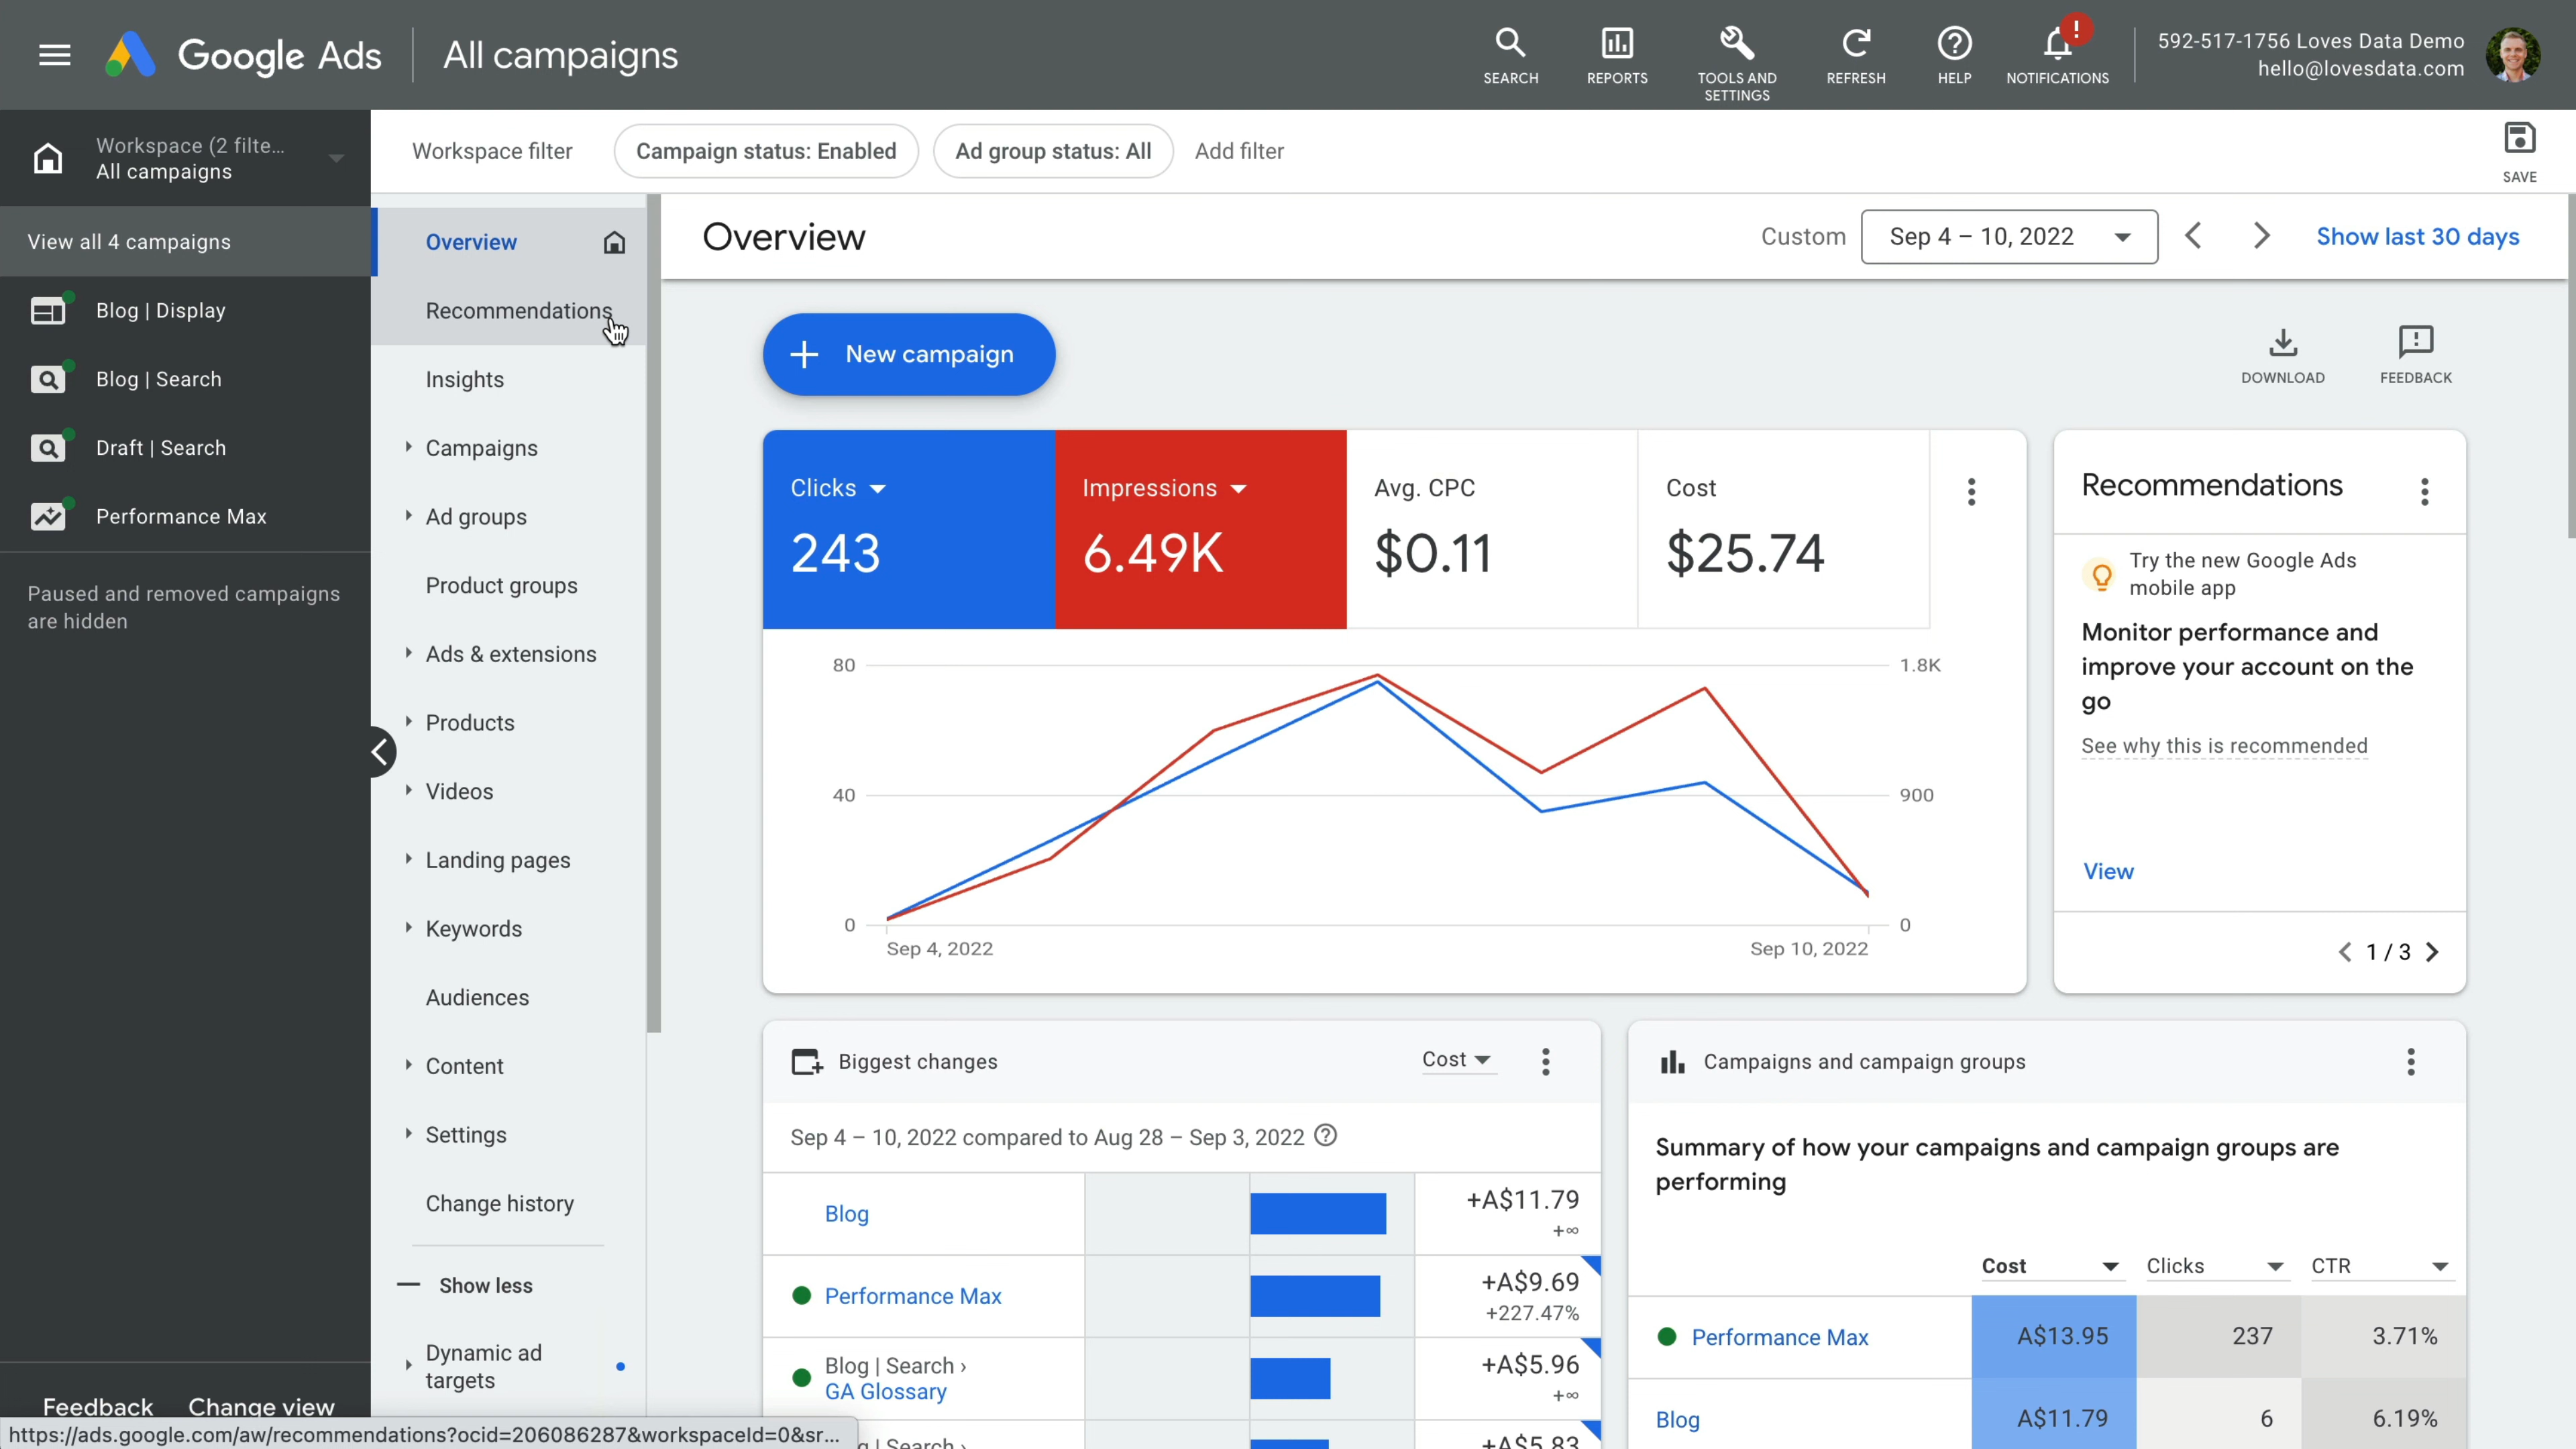 Google Ads
All campaigns
SEARCH
REPORTS
TOOLS AND
SETTINGS
REFRESH
HELP
!
NOTIFICATIONS
592-517-1756 Loves Data Demo
hello@lovesdata.com
Workspace (2 filte...
All campaigns
Workspace filter
Campaign status: Enabled
Ad group status: All
Add filter
SAVE
View all 4 campaigns
Blog | Display
Blog | Search
Draft | Search
Performance Max
Paused and removed campaigns
are hidden
Feedback
Change view
Overview
Recommendations
Insights
Campaigns
Ad groups
Product groups
Ads & extensions
Products
Videos
Landing pages
Keywords
Audiences
Content
Settings
Change history
Show less
Dynamic ad
targets
Overview
Custom
Sep 4 – 10, 2022
Show last 30 days
New campaign
DOWNLOAD
FEEDBACK
Clicks
243
Impressions
6.49K
Avg. CPC
$0.11
Cost
$25.74
80
1.8K
40
900
0
0
Sep 4, 2022
Sep 10, 2022
Recommendations
Try the new Google Ads
mobile app
Monitor performance and
improve your account on the
go
See why this is recommended
View
1 / 3
Biggest changes
Cost
Sep 4 – 10, 2022 compared to Aug 28 – Sep 3, 2022
Blog
+A$11.79
+∞
Performance Max
+A$9.69
+227.47%
Blog | Search ›
GA Glossary
+A$5.96
+∞
Search ›
+A$5.83
Campaigns and campaign groups
Summary of how your campaigns and campaign groups are
performing
Cost
Clicks
CTR
Performance Max
A$13.95
237
3.71%
Blog
A$11.79
6
6.19%
https://ads.google.com/aw/recommendations?ocid=206086287&workspaceId=0&sr...